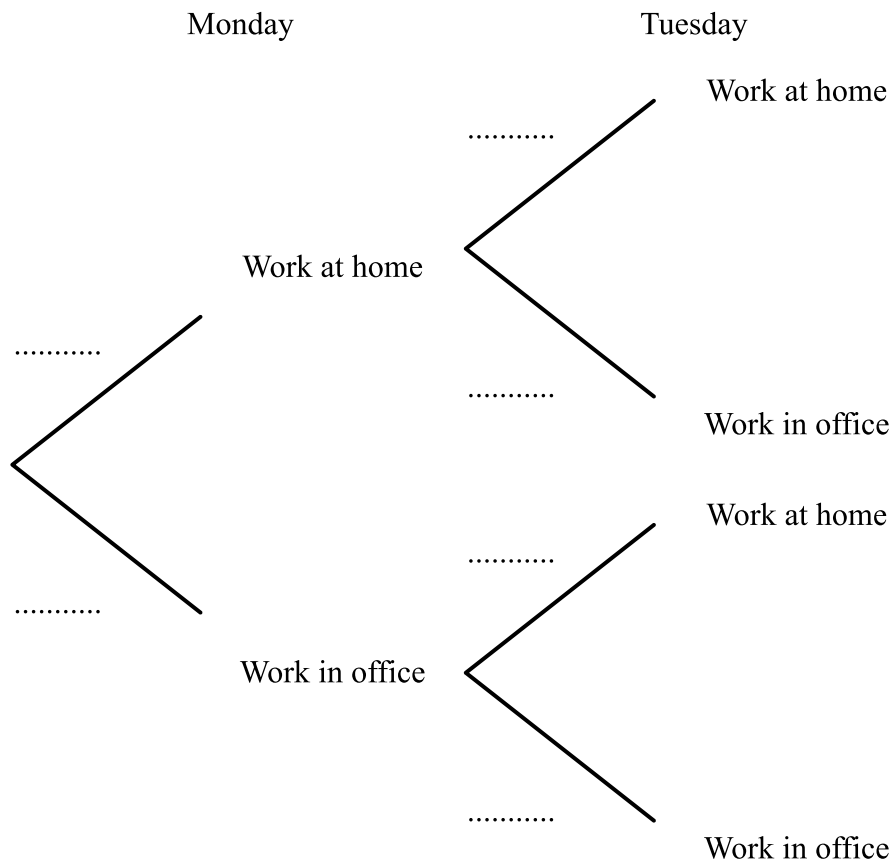 Monday Tuesday
Work at home
...........
Work at home
...........
...........
Work in office
Work at home
...........
...........
Work in office
...........
Work in office